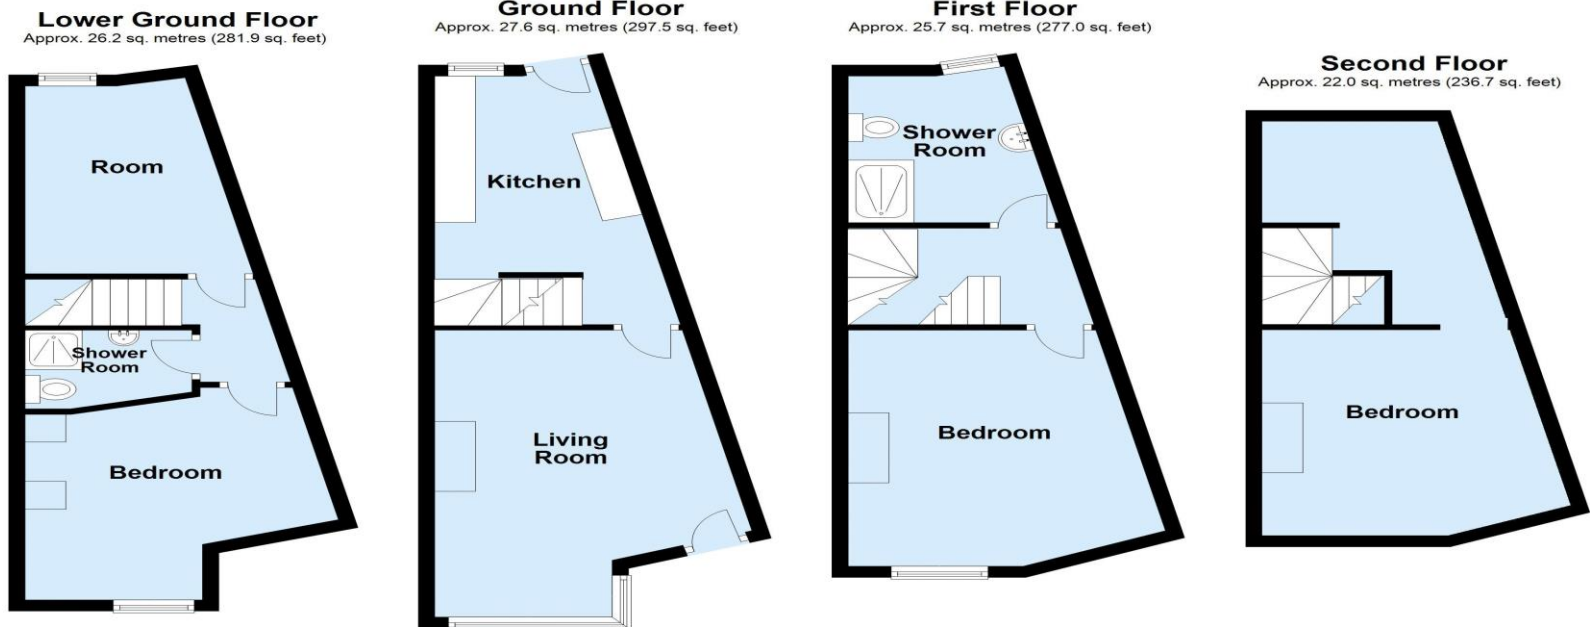 Lower Ground Floor
Approx. 26.2 sq. metres (281.9 sq. feet)
Room
Shower
Room
Bedroom
Ground Floor
Approx. 27.6 sq. metres (297.5 sq. feet)
Kitchen
Living
Room
First Floor
Approx. 25.7 sq. metres (277.0 sq. feet)
Shower
Room
Bedroom
Second Floor
Approx. 22.0 sq. metres (236.7 sq. feet)
Bedroom